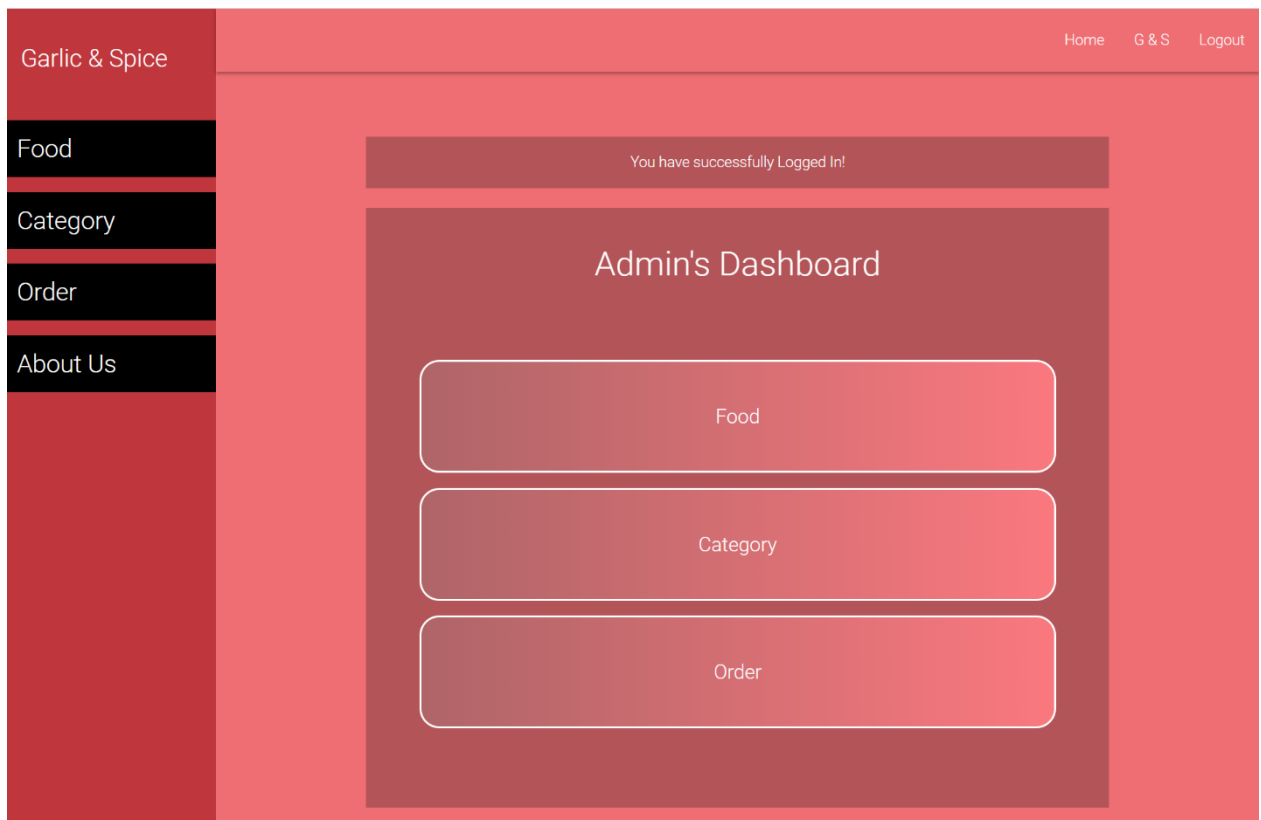 Garlic & Spice
Home G & S Logout
Food
Category
Order
About Us
You have successfully Logged In!
Admin's Dashboard
Food
Category
Order